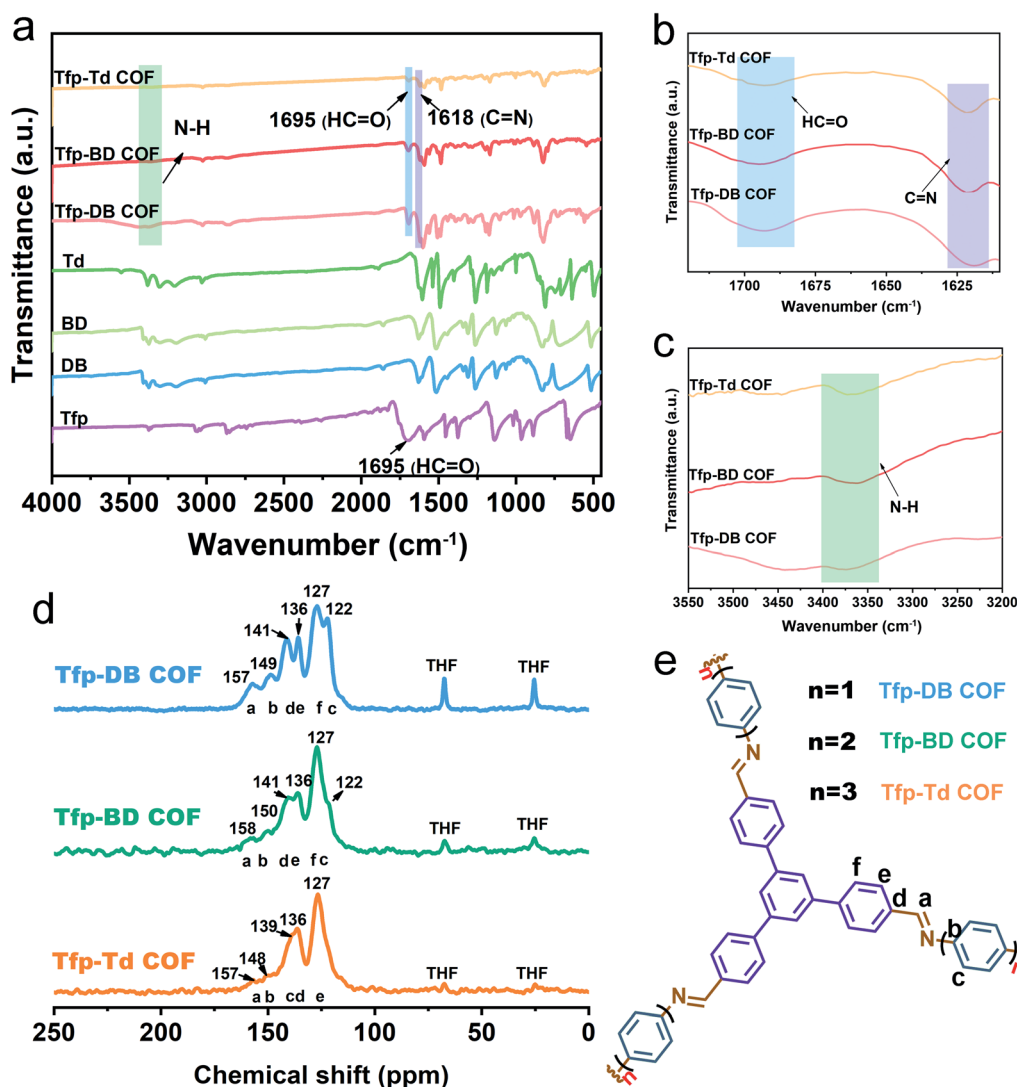 a
Transmittance (a.u.)
Tfp-Td COF
1695 (HC=O)
1618 (C=N)
N-H
Tfp-BD COF
Tfp-DB COF
Td
BD
DB
Tfp
1695 (HC=O)
4000 3500 3000 2500 2000 1500 1000 500
Wavenumber (cm-1)
b
Transmittance (a.u.)
Tfp-Td COF
HC=O
Tfp-BD COF
C=N
Tfp-DB COF
1700 1675 1650 1625
Wavenumber (cm-1)
c
Transmittance (a.u.)
Tfp-Td COF
Tfp-BD COF
N-H
Tfp-DB COF
3550 3500 3450 3400 3350 3300 3250 3200
Wavenumber (cm-1)
d
Tfp-DB COF
157 149 141 136 127 122 THF THF
a b d e f c
Tfp-BD COF
158 150 141 136 127 122 THF THF
a b d e f c
Tfp-Td COF
157 148 139 136 127 THF THF
a b c d e
250 200 150 100 50 0
Chemical shift (ppm)
e
n=1 Tfp-DB COF
n=2 Tfp-BD COF
n=3 Tfp-Td COF
n
N
f
e
d
a
b
N
c
n
N
n